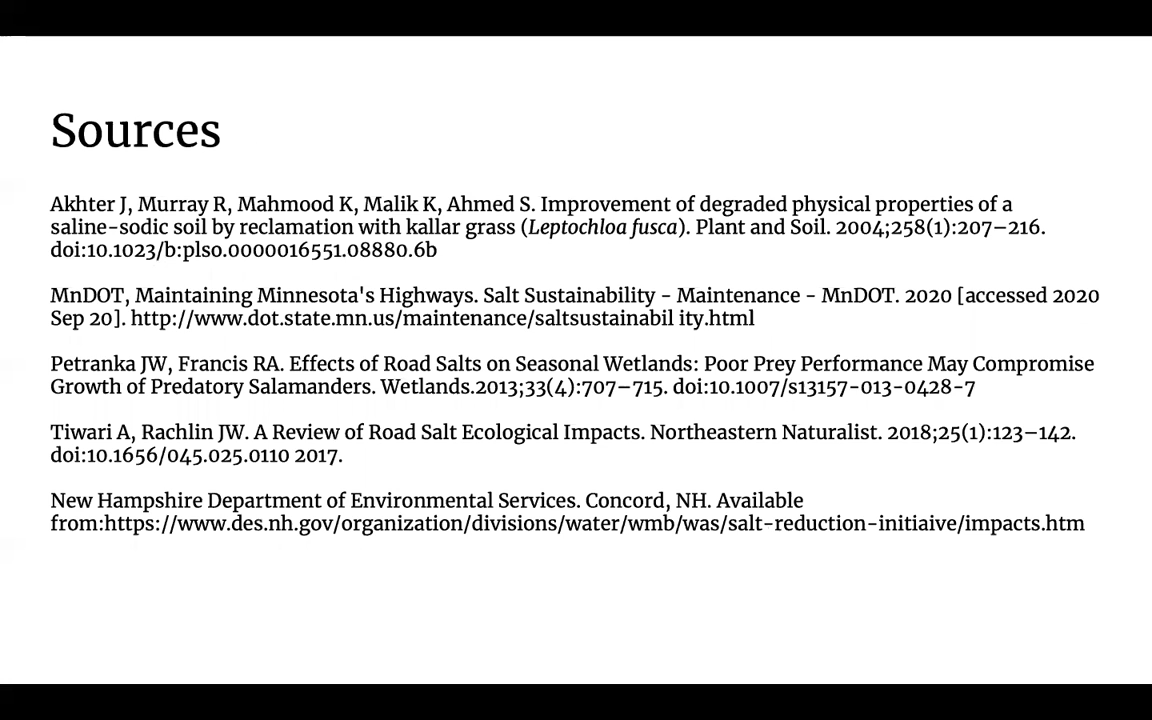 Sources
Akhter J, Murray R, Mahmood K, Malik K, Ahmed S. Improvement of degraded physical properties of a
saline-sodic soil by reclamation with kallar grass (Leptochloa fusca). Plant and Soil. 2004;258(1):207–216.
doi:10.1023/b:plso.0000016551.08880.6b
MnDOT, Maintaining Minnesota's Highways. Salt Sustainability - Maintenance - MnDOT. 2020 [accessed 2020
Sep 20]. http://www.dot.state.mn.us/maintenance/saltsustainabil ity.html
Petranka JW, Francis RA. Effects of Road Salts on Seasonal Wetlands: Poor Prey Performance May Compromise
Growth of Predatory Salamanders. Wetlands.2013;33(4):707–715. doi:10.1007/s13157-013-0428-7
Tiwari A, Rachlin JW. A Review of Road Salt Ecological Impacts. Northeastern Naturalist. 2018;25(1):123–142.
doi:10.1656/045.025.0110 2017.
New Hampshire Department of Environmental Services. Concord, NH. Available
from:https://www.des.nh.gov/organization/divisions/water/wmb/was/salt-reduction-initiaive/impacts.htm